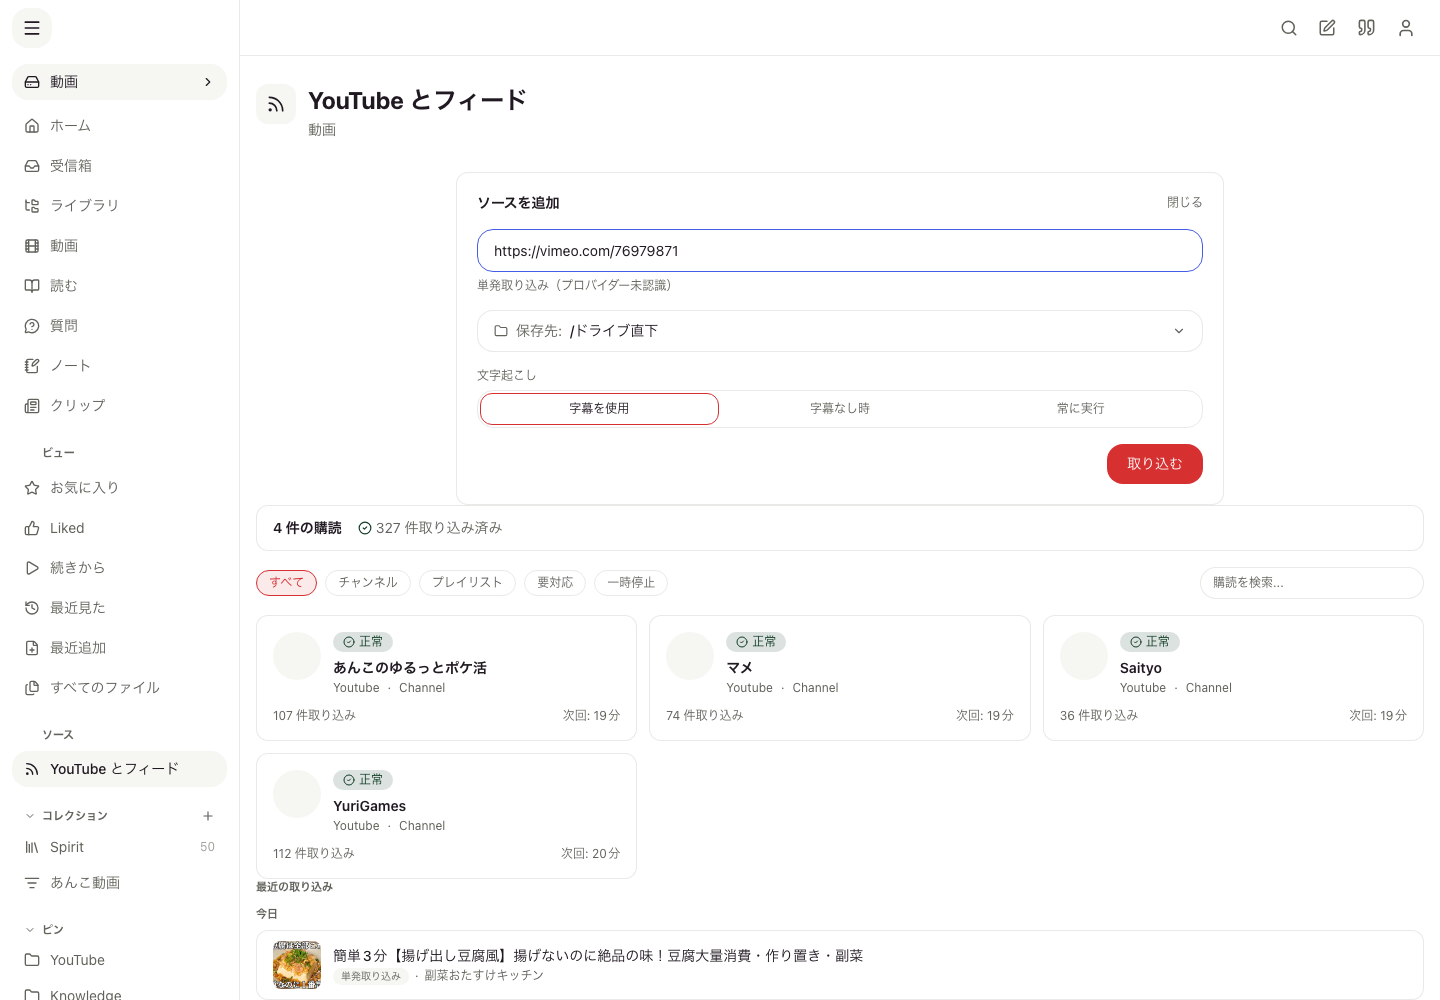 動画
ホーム
受信箱
ライブラリ
動画
読む
質問
ノート
クリップ
ビュー
お気に入り
Liked
続きから
最近見た
最近追加
すべてのファイル
ソース
YouTube とフィード
コレクション
Spirit 50
あんこ動画
ピン
YouTube
Knowledge
YouTube とフィード
動画
ソースを追加 閉じる
https://vimeo.com/76979871
単発取り込み（プロバイダー未認識）
保存先: /ドライブ直下
文字起こし
字幕を使用 字幕なし時 常に実行
取り込む
4 件の購読 327 件取り込み済み
すべて チャンネル プレイリスト 要対応 一時停止 購読を検索...
正常
あんこのゆるっとポケ活
Youtube · Channel
107 件取り込み 次回: 19分
正常
マメ
Youtube · Channel
74 件取り込み 次回: 19分
正常
Saityo
Youtube · Channel
36 件取り込み 次回: 19分
正常
YuriGames
Youtube · Channel
112 件取り込み 次回: 20分
最近の取り込み
今日
簡単3分【揚げ出し豆腐風】揚げないのに絶品の味！豆腐大量消費・作り置き・副菜
単発取り込み · 副菜おたすけキッチン